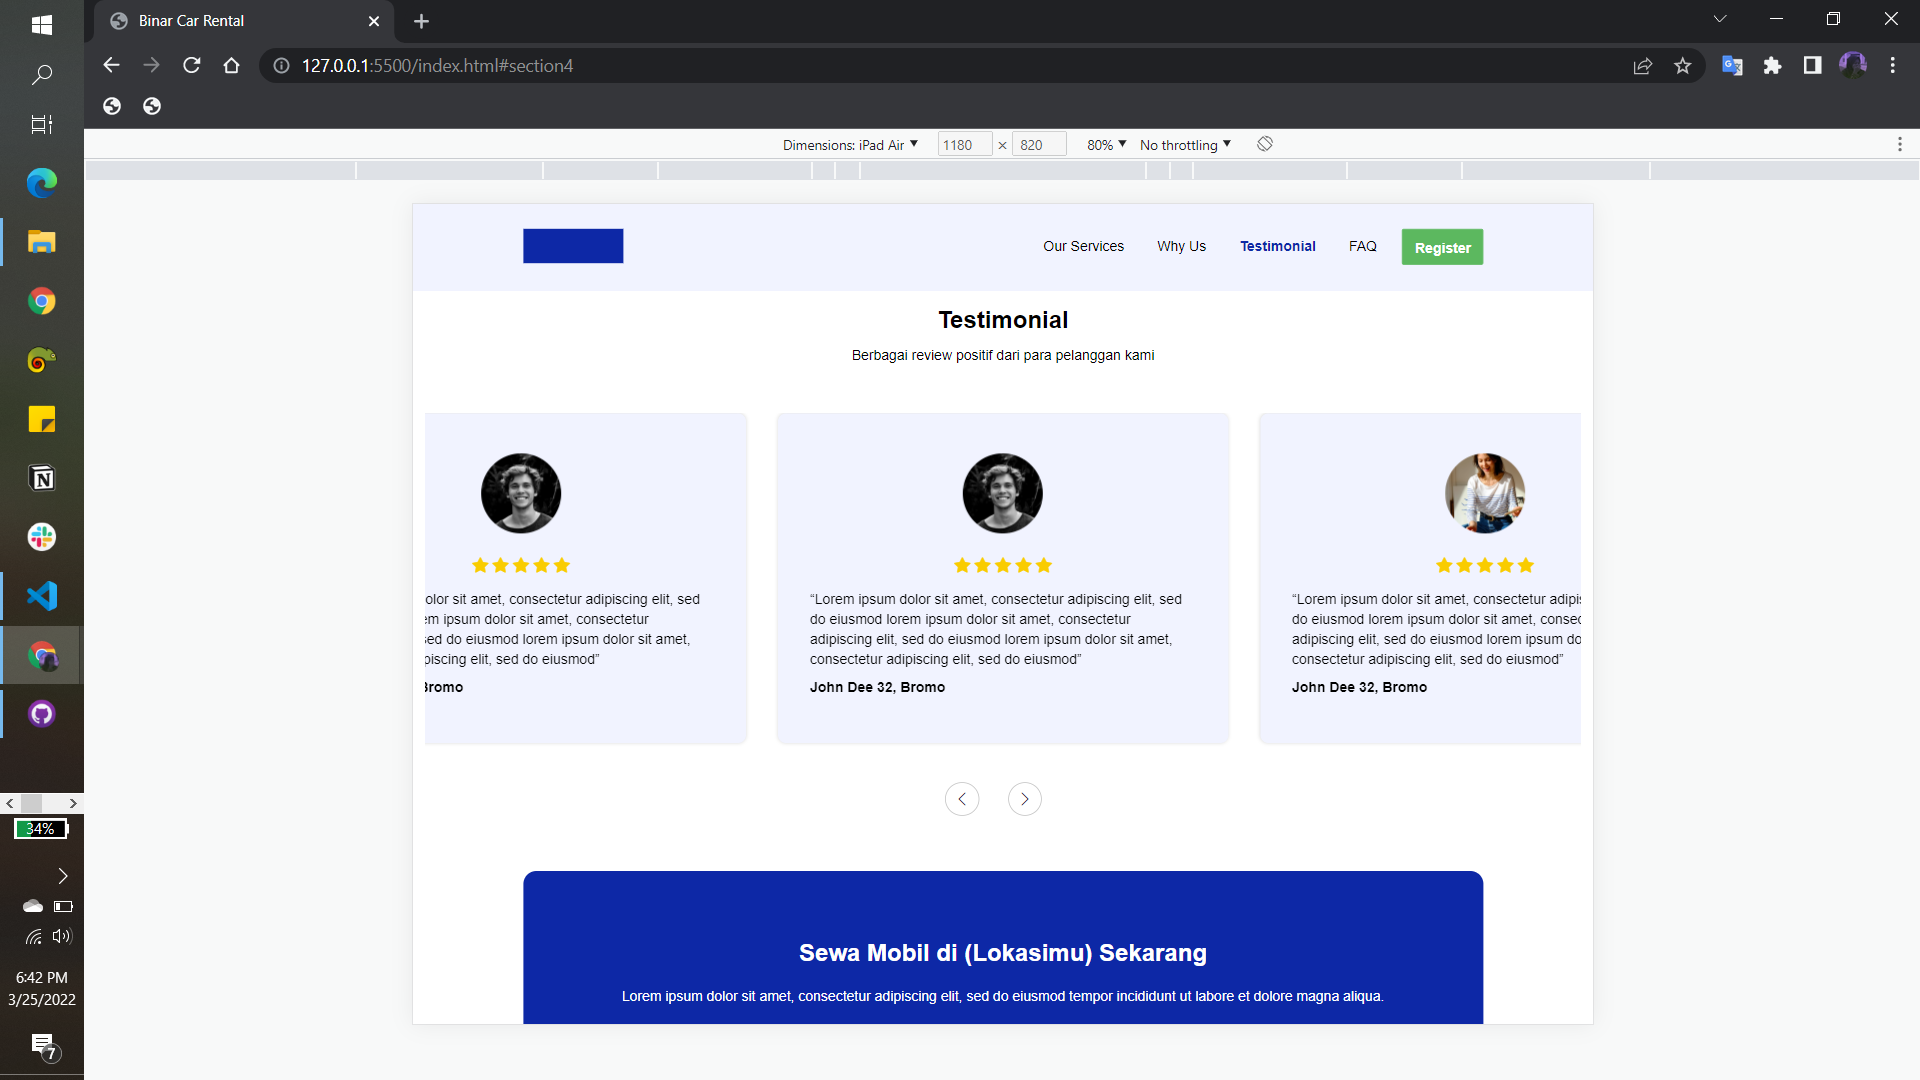 Binar Car Rental
127.0.0.1:5500/index.html#section4
Dimensions: iPad Air
1180 × 820
80%
No throttling
Our Services
Why Us
Testimonial
FAQ
Register
Testimonial
Berbagai review positif dari para pelanggan kami
olor sit amet, consectetur adipiscing elit, sed
em ipsum dolor sit amet, consectetur
sed do eiusmod lorem ipsum dolor sit amet,
piscing elit, sed do eiusmod”
Bromo
“Lorem ipsum dolor sit amet, consectetur adipiscing elit, sed
do eiusmod lorem ipsum dolor sit amet, consectetur
adipiscing elit, sed do eiusmod lorem ipsum dolor sit amet,
consectetur adipiscing elit, sed do eiusmod”
John Dee 32, Bromo
“Lorem ipsum dolor sit amet, consectetur adipis
do eiusmod lorem ipsum dolor sit amet, consec
adipiscing elit, sed do eiusmod lorem ipsum do
consectetur adipiscing elit, sed do eiusmod”
John Dee 32, Bromo
Sewa Mobil di (Lokasimu) Sekarang
Lorem ipsum dolor sit amet, consectetur adipiscing elit, sed do eiusmod tempor incididunt ut labore et dolore magna aliqua.
34%
6:42 PM
3/25/2022
7